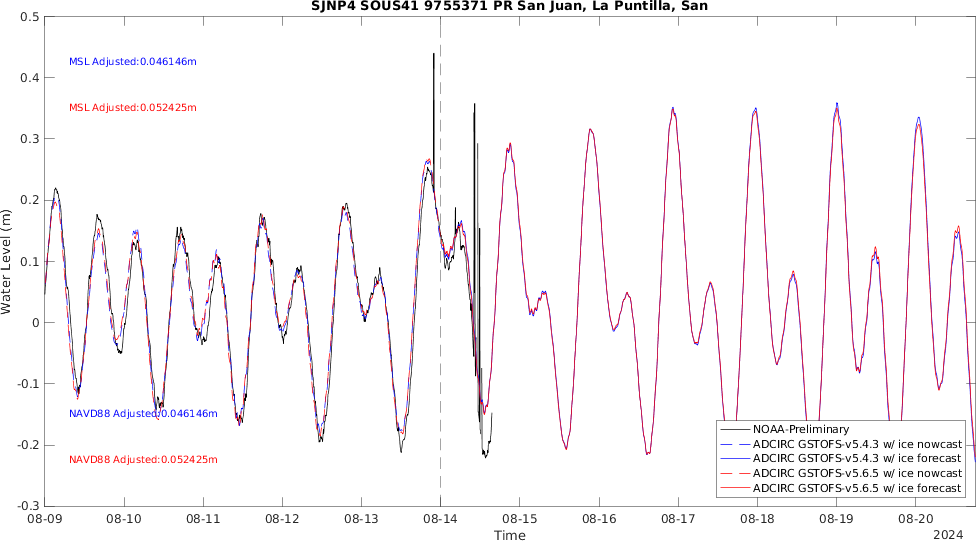 SJNP4 SOUS41 9755371 PR San Juan, La Puntilla, San
0.5
MSL Adjusted:0.046146m
0.4
MSL Adjusted:0.052425m
0.3
0.2
0.1
Water Level (m)
0
-0.1
NAVD88 Adjusted:0.046146m
-0.2
NAVD88 Adjusted:0.052425m
-0.3
NOAA-Preliminary
ADCIRC GSTOFS-v5.4.3 w/ ice nowcast
ADCIRC GSTOFS-v5.4.3 w/ ice forecast
ADCIRC GSTOFS-v5.6.5 w/ ice nowcast
ADCIRC GSTOFS-v5.6.5 w/ ice forecast
08-09 08-10 08-11 08-12 08-13 08-14 08-15 08-16 08-17 08-18 08-19 08-20
Time
2024